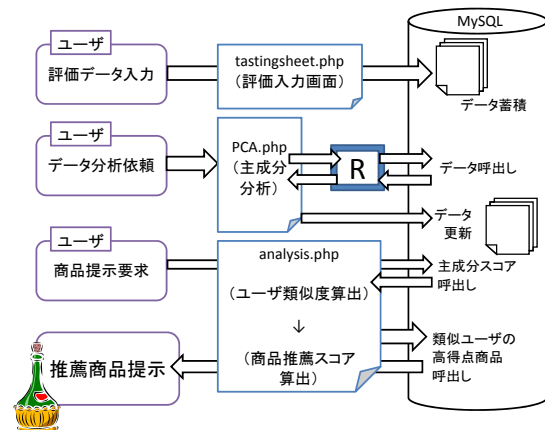 MySQL
ユーザ
評価データ入力
tastingsheet.php
（評価入力画面）
データ蓄積
ユーザ
データ分析依頼
PCA.php
（主成分
分析）
R
データ呼出し
データ
更新
ユーザ
商品提示要求
analysis.php
（ユーザ類似度算出）
↓
（商品推薦スコア
算出）
主成分スコア
呼出し
類似ユーザの
高得点商品
呼出し
推薦商品提示